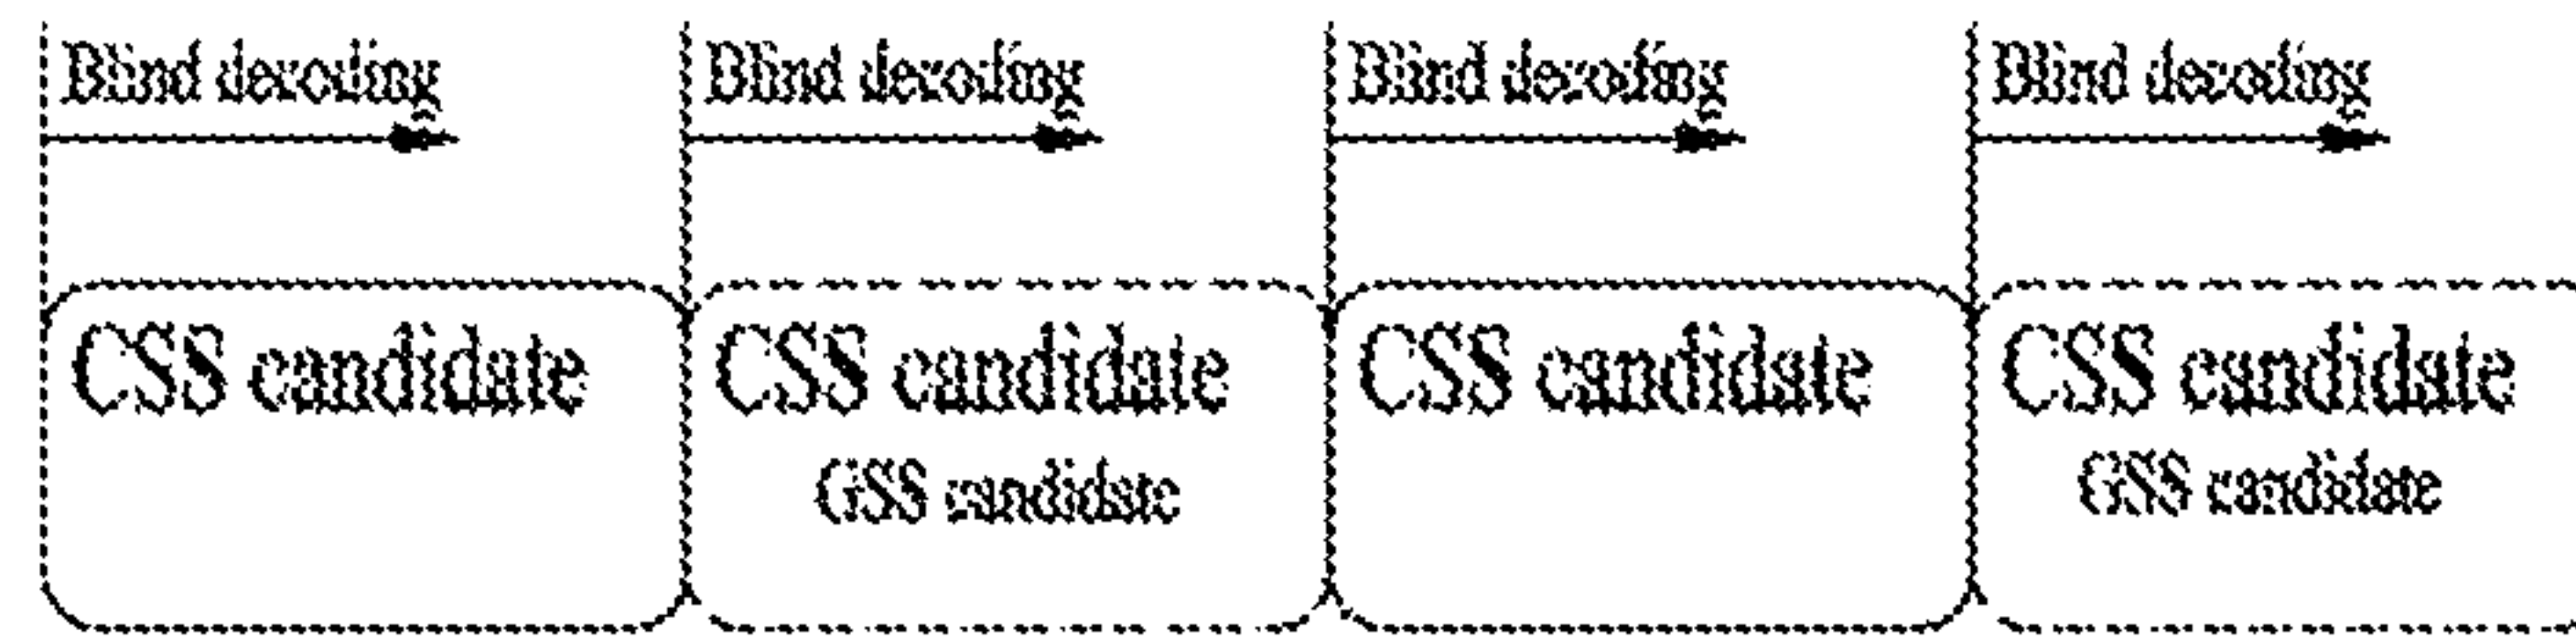 Blind decoding Blind decoding Blind decoding Blind decoding
CSS candidate CSS candidate CSS candidate CSS candidate
GSS candidate GSS candidate